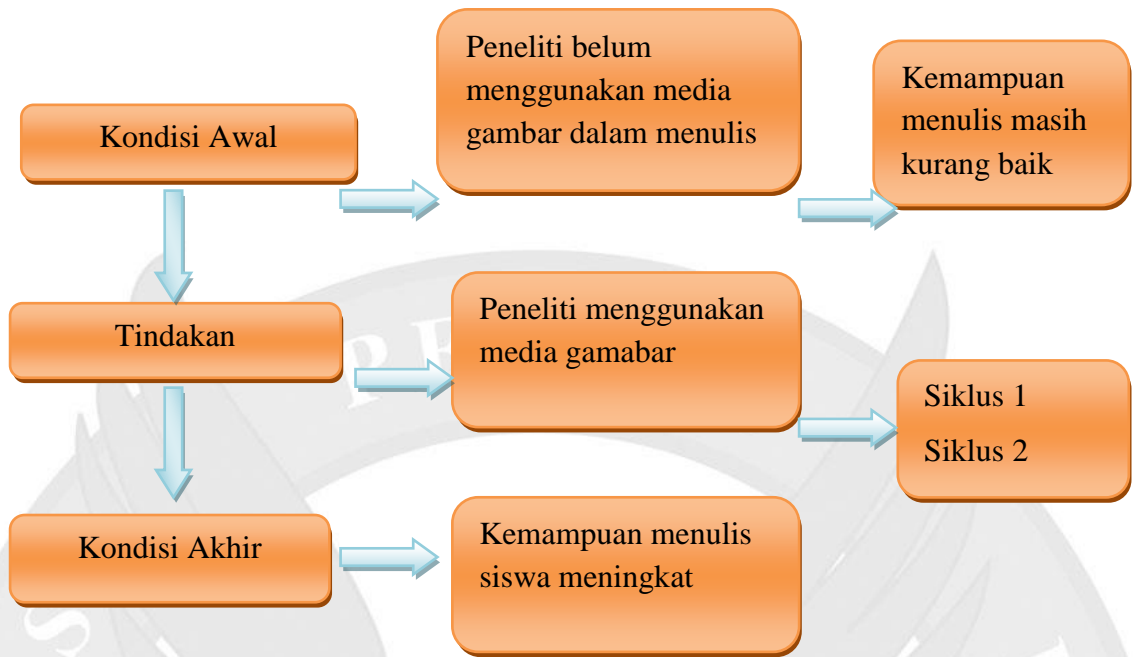 Kondisi Awal
Peneliti belum
menggunakan media
gambar dalam menulis
Kemampuan
menulis masih
kurang baik
Tindakan
Peneliti menggunakan
media gamabar
Siklus 1
Siklus 2
Kondisi Akhir
Kemampuan menulis
siswa meningkat